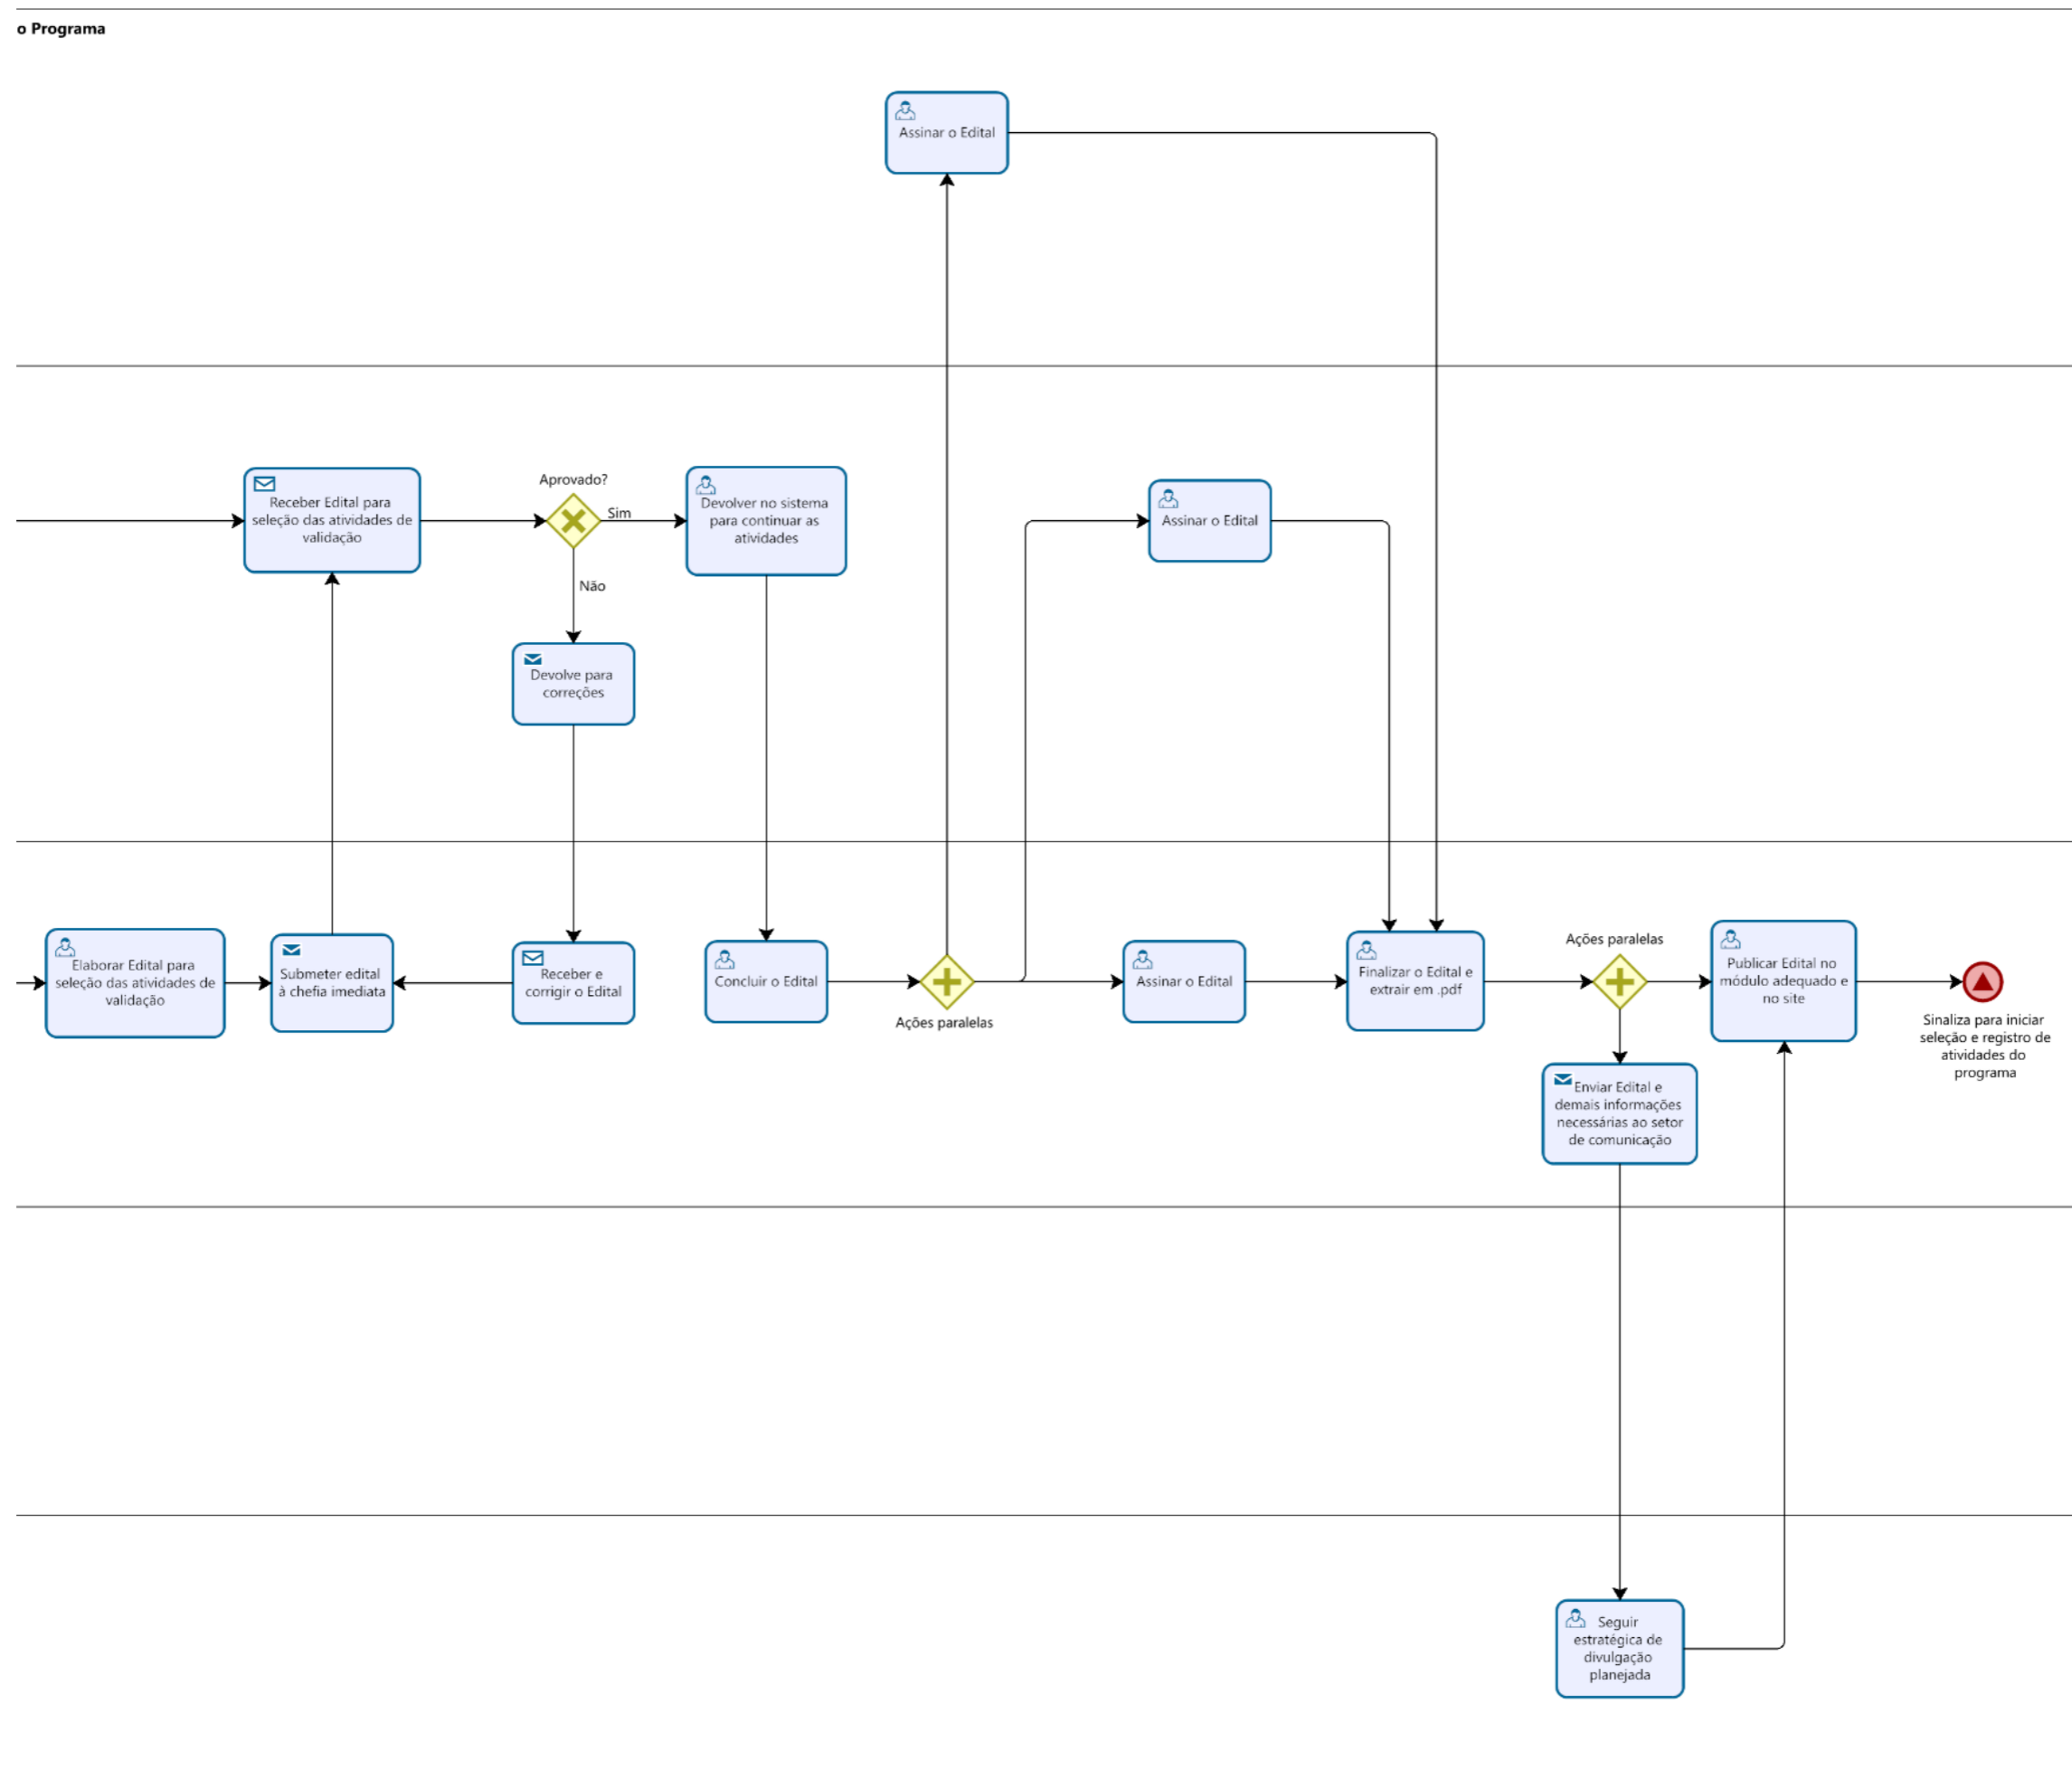 o Programa
Assinar o Edital
Receber Edital para
seleção das atividades de
validação
Aprovado?
Sim
Não
Devolver no sistema
para continuar as
atividades
Assinar o Edital
Devolve para
correções
Elaborar Edital para
seleção das atividades de
validação
Submeter edital
à chefia imediata
Receber e
corrigir o Edital
Concluir o Edital
Ações paralelas
Assinar o Edital
Finalizar o Edital e
extrair em .pdf
Ações paralelas
Publicar Edital no
módulo adequado e
no site
Sinaliza para iniciar
seleção e registro de
atividades do
programa
Enviar Edital e
demais informações
necessárias ao setor
de comunicação
Seguir
estratégica de
divulgação
planejada